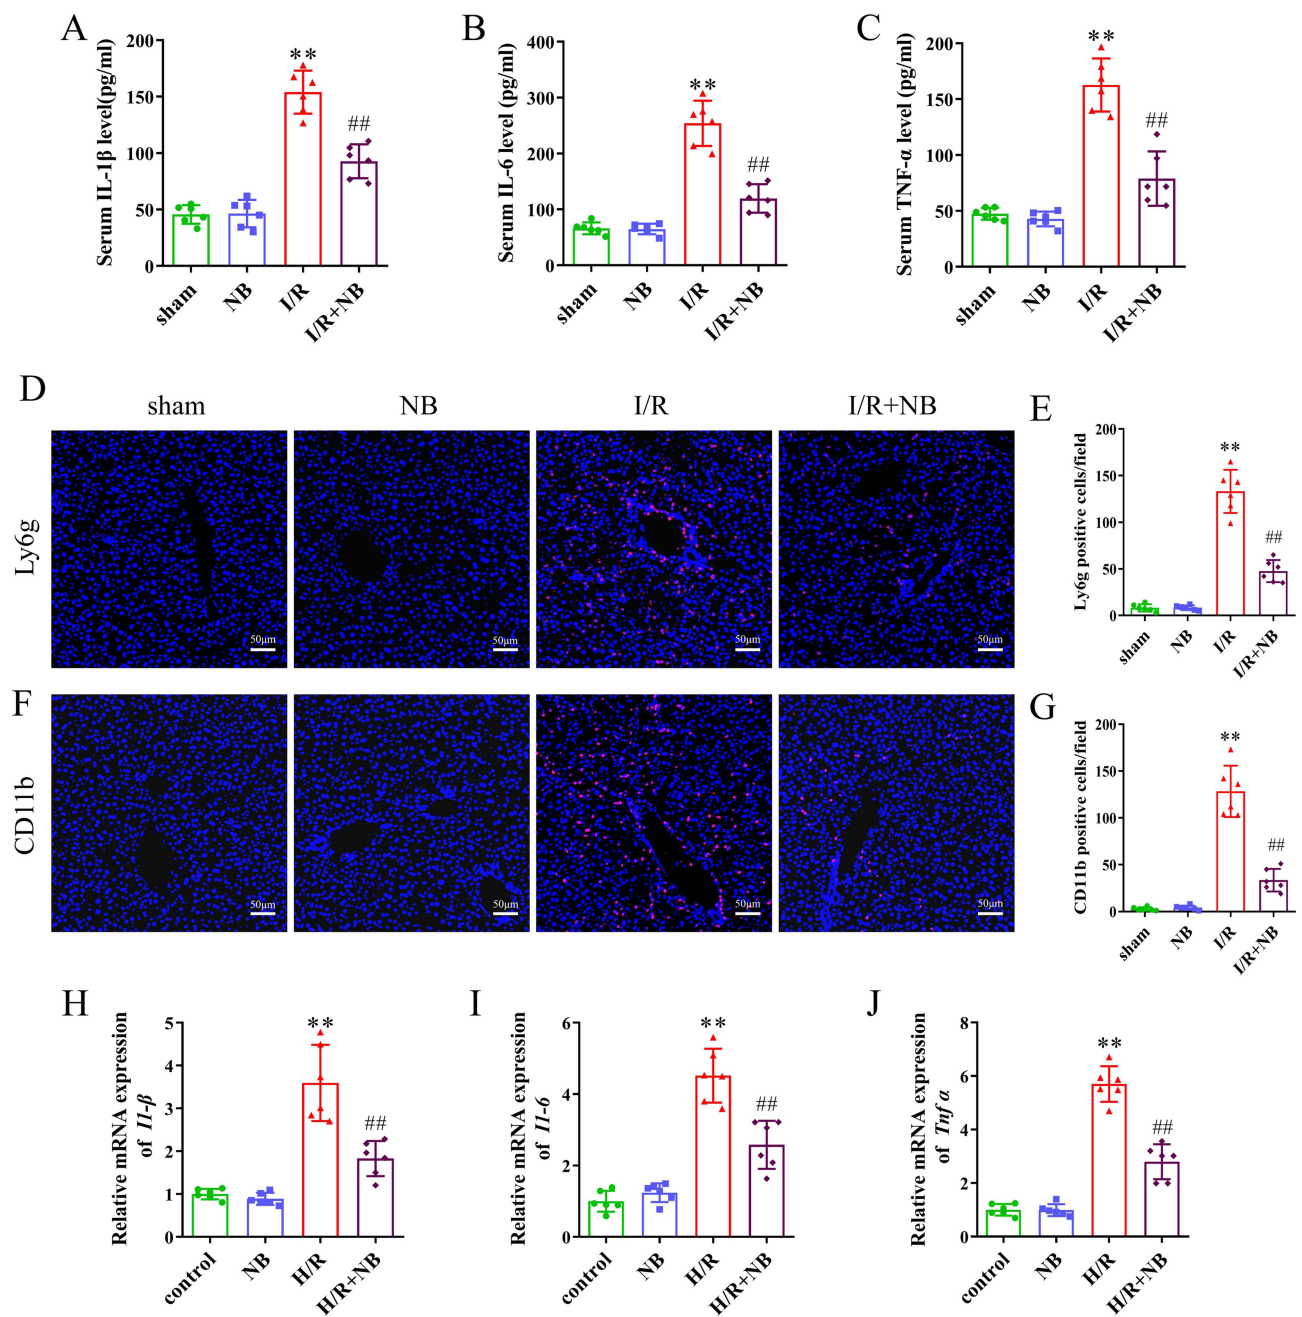 A
Serum IL-1β level(pg/ml)
200
150
100
50
0
**
##
sham
NB
I/R
I/R+NB
B
Serum IL-6 level (pg/ml)
400
300
200
100
0
**
##
sham
NB
I/R
I/R+NB
C
Serum TNF-α level (pg/ml)
200
150
100
50
0
**
##
sham
NB
I/R
I/R+NB
D
sham
NB
I/R
I/R+NB
Ly6g
50μm
50μm
50μm
50μm
E
Ly6g positive cells/field
200
150
100
50
0
**
##
sham
NB
I/R
I/R+NB
F
CD11b
50μm
50μm
50μm
50μm
G
CD11b positive cells/field
200
150
100
50
0
**
##
sham
NB
I/R
I/R+NB
H
Relative mRNA expression
of Il-β
5
4
3
2
1
0
**
##
control
NB
H/R
H/R+NB
I
Relative mRNA expression
of Il-6
6
4
2
0
**
##
control
NB
H/R
H/R+NB
J
Relative mRNA expression
of Tnf α
8
6
4
2
0
**
##
control
NB
H/R
H/R+NB